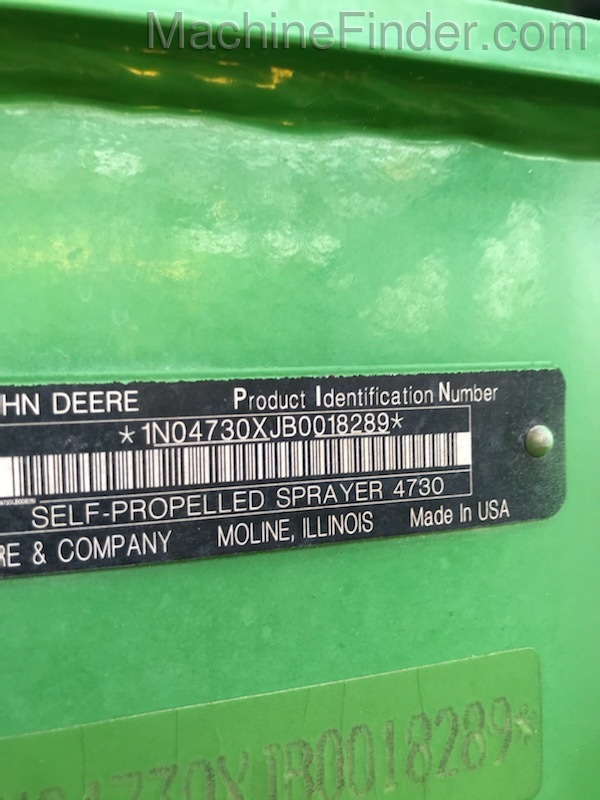 MachineFinder.com
HN DEERE Product Identification Number
*1N04730XJB0018289*
SELF-PROPELLED SPRAYER 4730
RE & COMPANY MOLINE, ILLINOIS Made In USA
N04730XJB0018289*